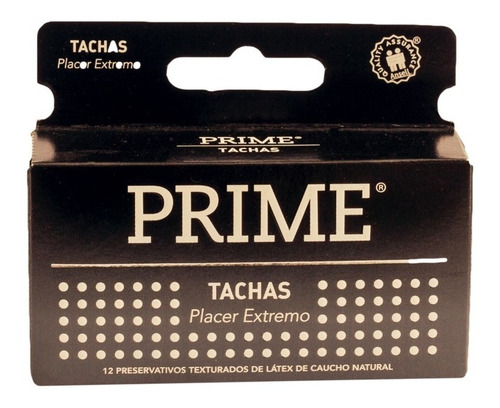 TACHAS
Placer Extremo
QUALITY ASSURANCE
Ansell
®
PRIME®
TACHAS
PRIME®
TACHAS
Placer Extremo
12 PRESERVATIVOS TEXTURADOS DE LÁTEX DE CAUCHO NATURAL